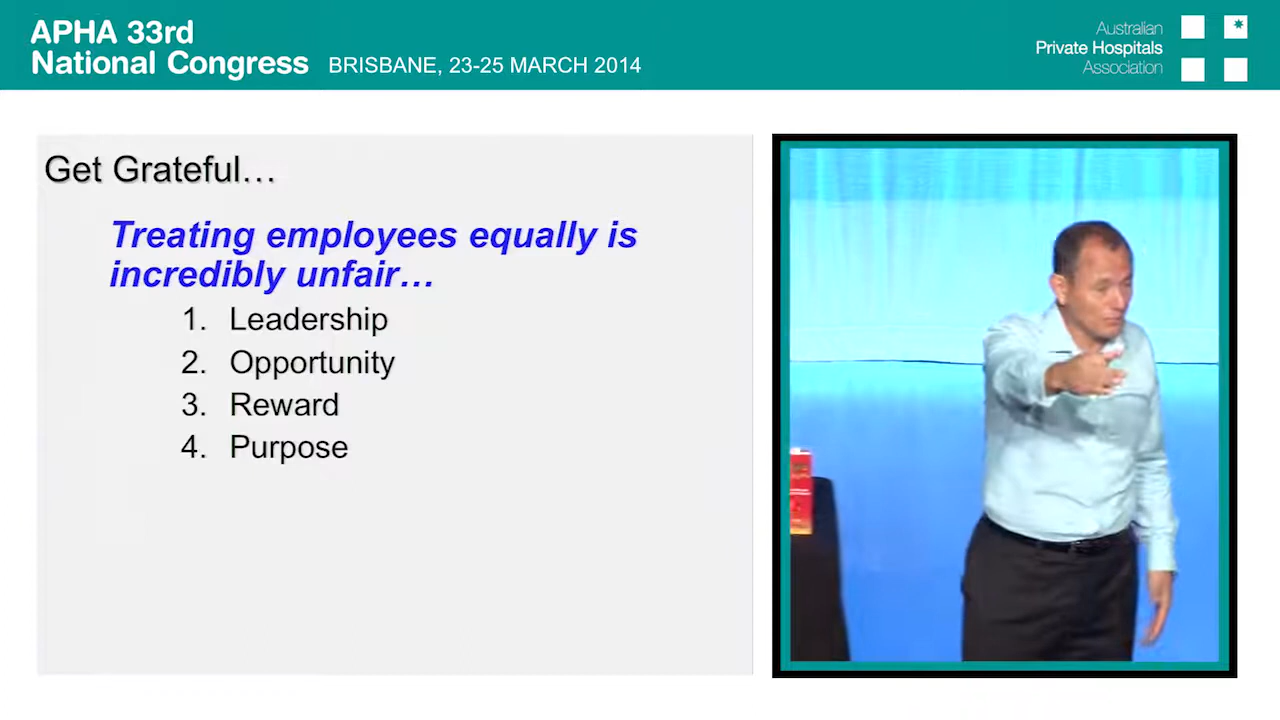 APHA 33rd
National Congress BRISBANE, 23-25 MARCH 2014
Australian
Private Hospitals
Association
Get Grateful…
Treating employees equally is
incredibly unfair…
1. Leadership
2. Opportunity
3. Reward
4. Purpose